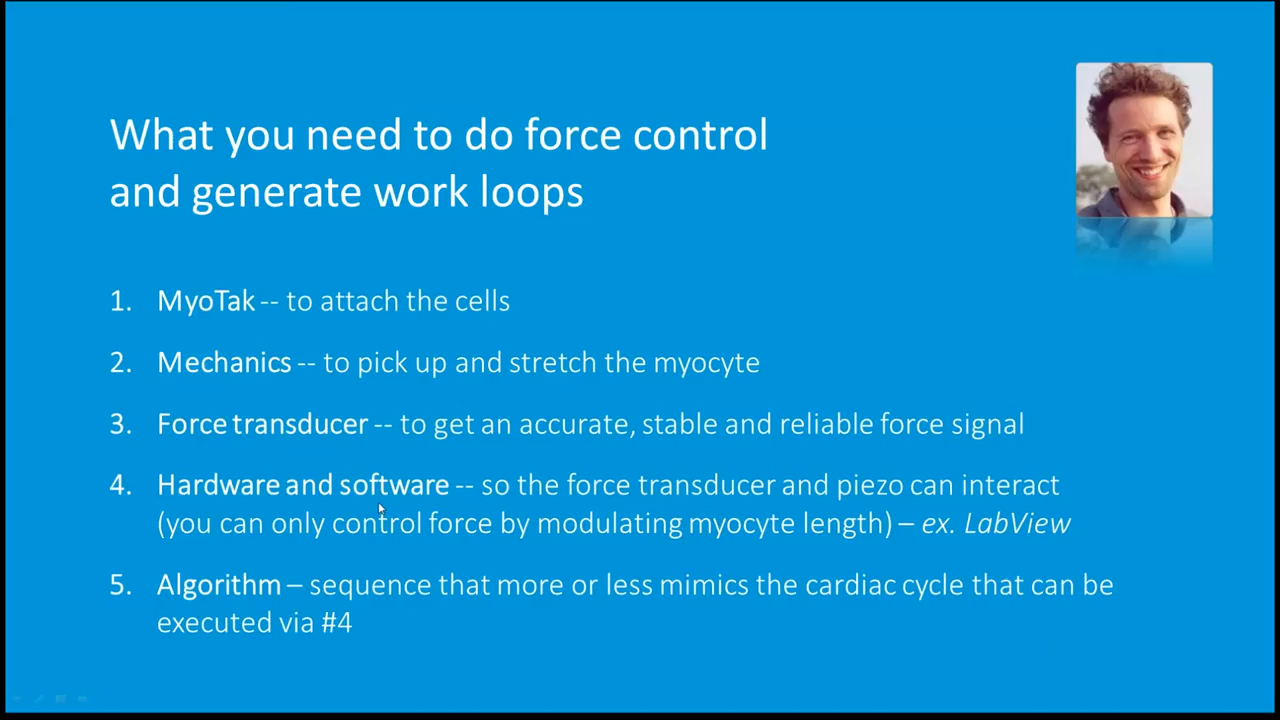 What you need to do force control
and generate work loops
1. MyoTak -- to attach the cells
2. Mechanics -- to pick up and stretch the myocyte
3. Force transducer -- to get an accurate, stable and reliable force signal
4. Hardware and software -- so the force transducer and piezo can interact
(you can only control force by modulating myocyte length) – ex. LabView
5. Algorithm – sequence that more or less mimics the cardiac cycle that can be
executed via #4